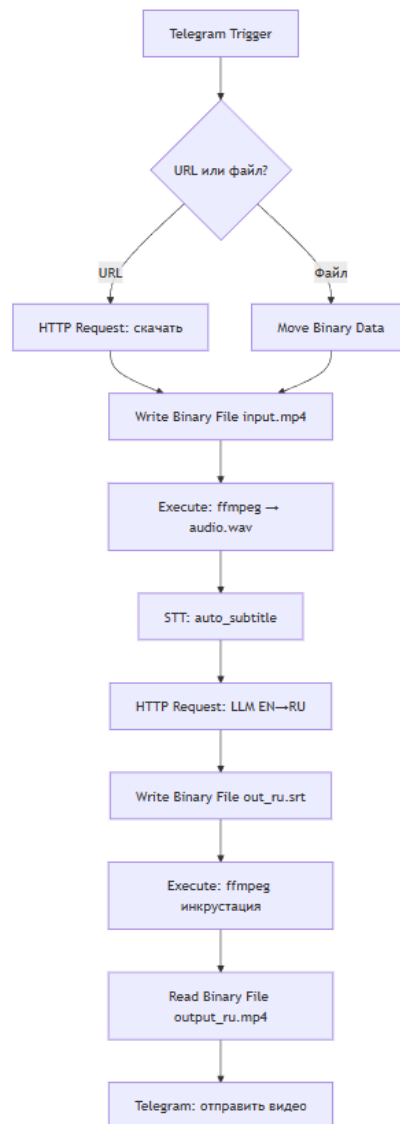 Telegram Trigger
URL или файл?
URL
Файл
HTTP Request: скачать
Move Binary Data
Write Binary File input.mp4
Execute: ffmpeg →
audio.wav
STT: auto_subtitle
HTTP Request: LLM EN→RU
Write Binary File out_ru.srt
Execute: ffmpeg
инкрустация
Read Binary File
output_ru.mp4
Telegram: отправить видео